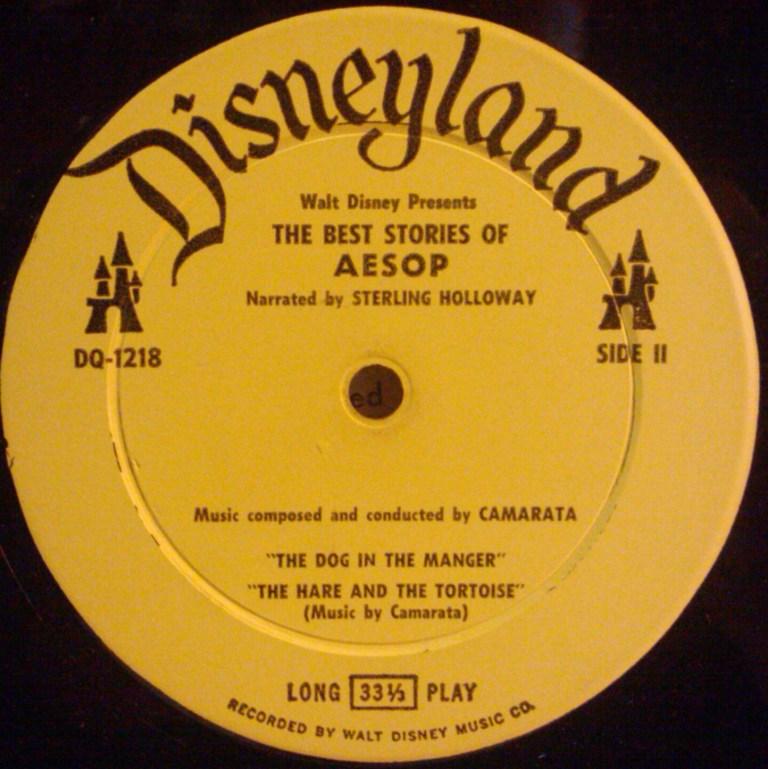 Disneyland
Walt Disney Presents
THE BEST STORIES OF
AESOP
Narrated by STERLING HOLLOWAY
DQ-1218
SIDE II
ed
Music composed and conducted by CAMARATA
"THE DOG IN THE MANGER"
"THE HARE AND THE TORTOISE"
(Music by Camarata)
LONG 33⅓ PLAY
RECORDED BY WALT DISNEY MUSIC CO.